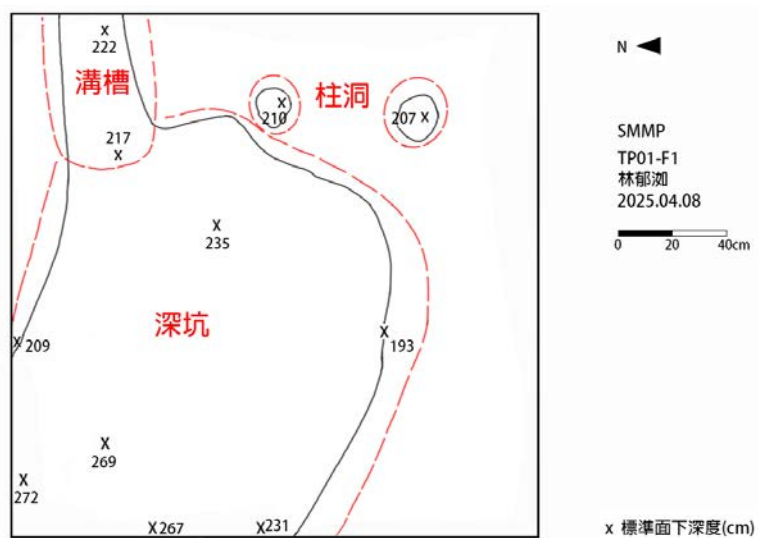 x
222
溝槽
217
x
x
210
柱洞
207 x
x
235
深坑
x 209
x
193
x
269
x
272
x267
x231
N
SMMP
TP01-F1
林郁洳
2025.04.08
0 20 40cm
x 標準面下深度(cm)